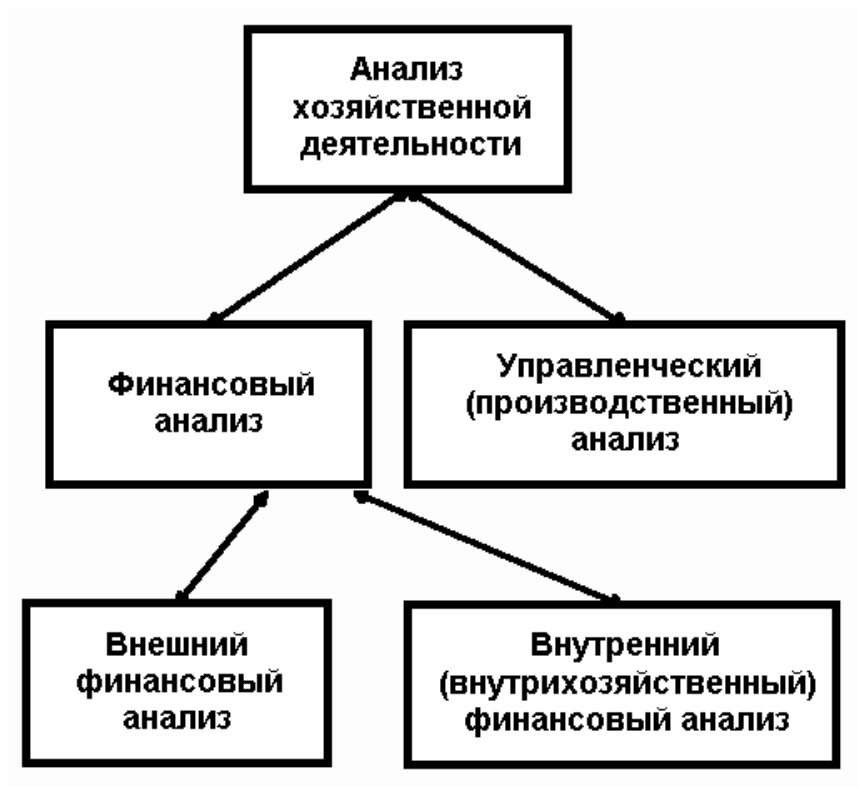 Анализ
хозяйственной
деятельности
Финансовый
анализ
Управленческий
(производственный)
анализ
Внешний
финансовый
анализ
Внутренний
(внутрихозяйственный)
финансовый анализ